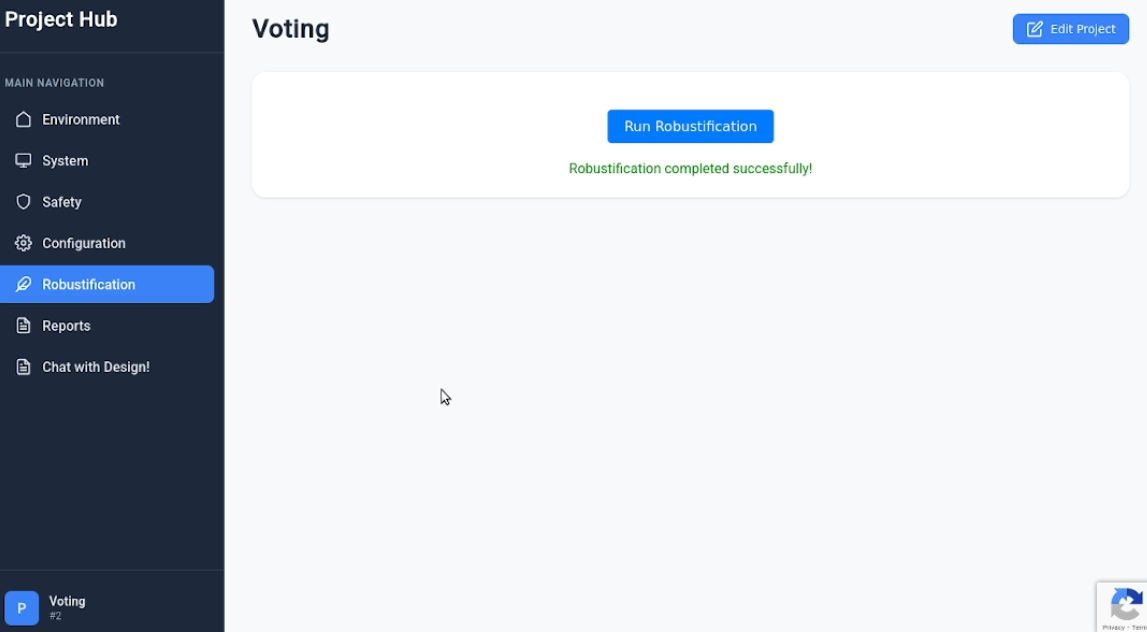 Project Hub
MAIN NAVIGATION
Environment
System
Safety
Configuration
Robustification
Reports
Chat with Design!
P
Voting
#2
Voting
Edit Project
Run Robustification
Robustification completed successfully!
Privacy - Term